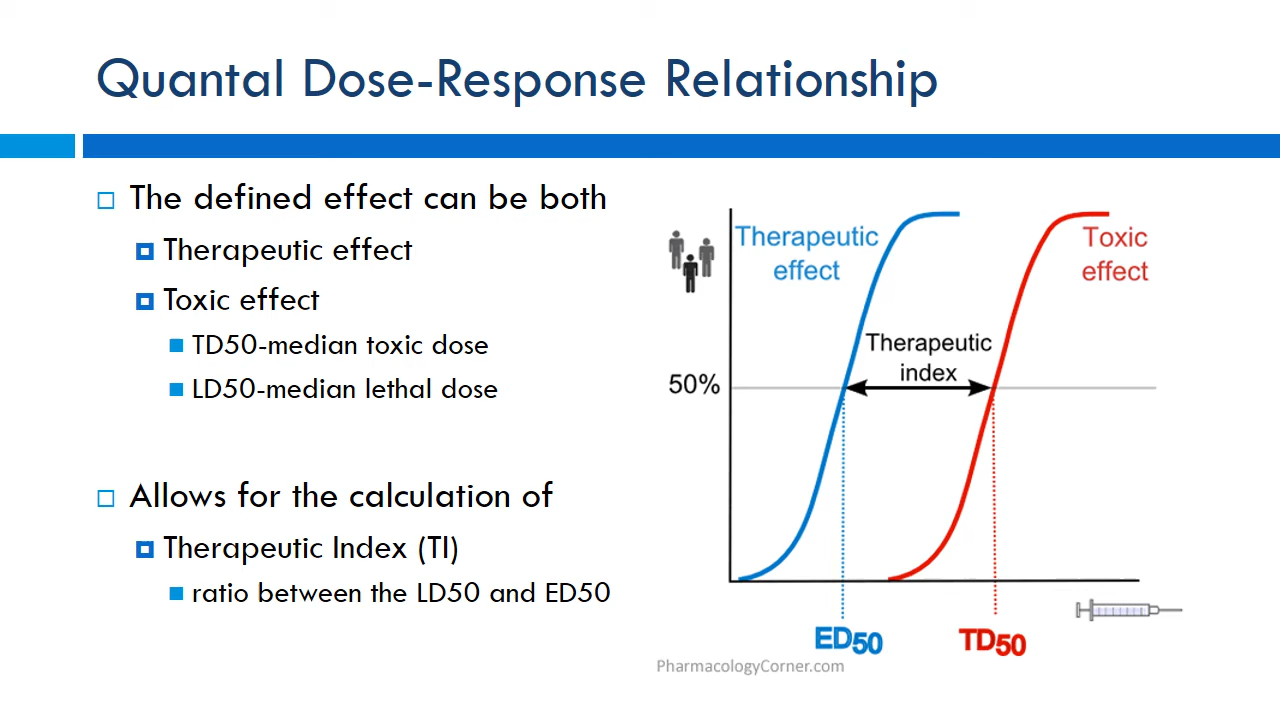 Quantal Dose-Response Relationship
The defined effect can be both
Therapeutic effect
Toxic effect
TD50-median toxic dose
LD50-median lethal dose
Allows for the calculation of
Therapeutic Index (TI)
ratio between the LD50 and ED50
Therapeutic
effect
Toxic
effect
Therapeutic
index
50%
ED50
TD50
PharmacologyCorner.com